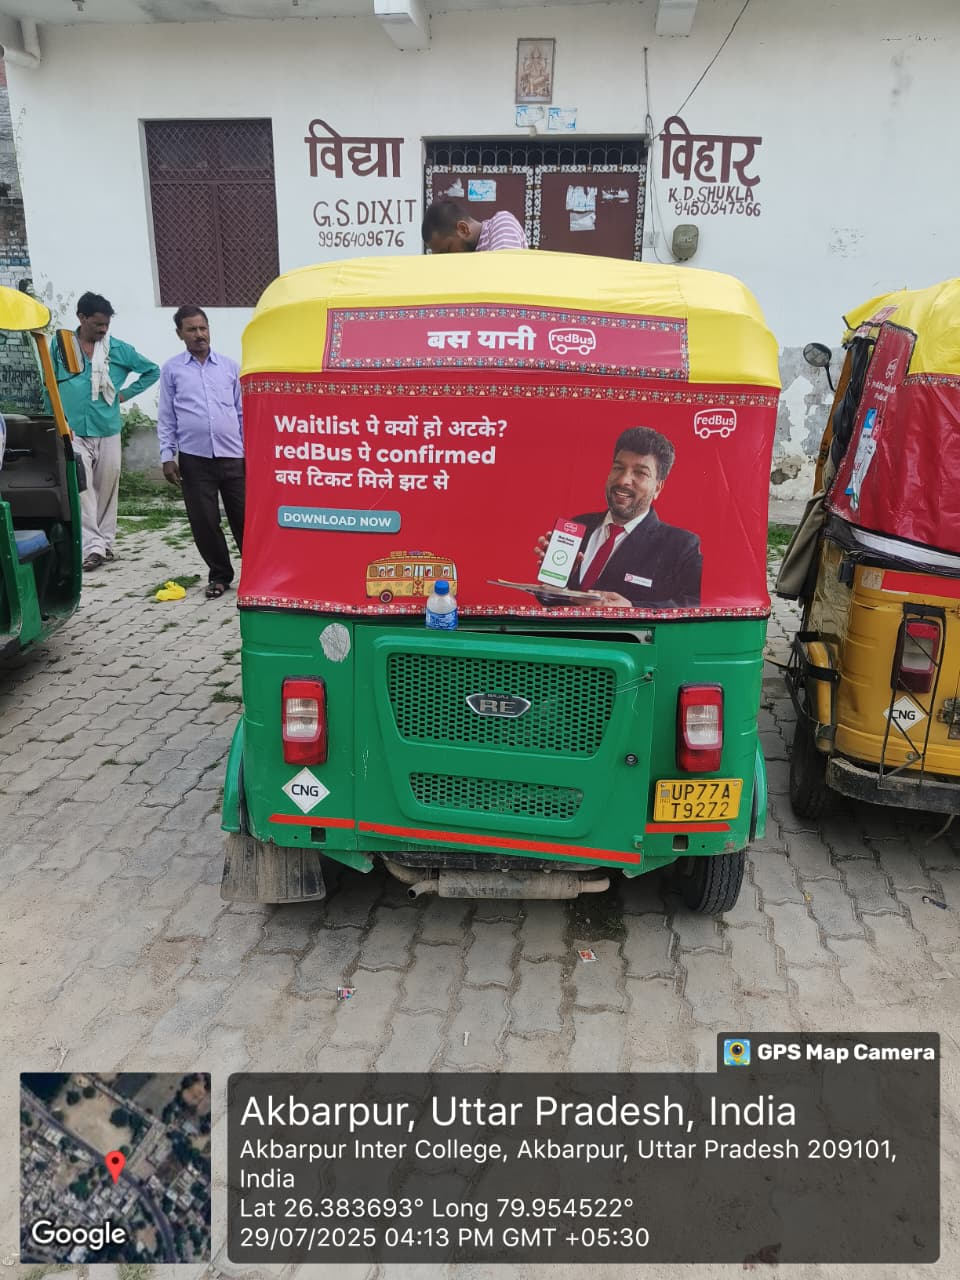 विद्या
विहार
G.S.DIXIT
9956409676
K.D.SHUKLA
9450347366
बस यानी redBus
redBus
Waitlist पे क्यों हो अटके?
redBus पे confirmed
बस टिकट मिले झट से
DOWNLOAD NOW
BAJAJ
RE
CNG
UP77A
T9272
CNG
GPS Map Camera
Akbarpur, Uttar Pradesh, India
Akbarpur Inter College, Akbarpur, Uttar Pradesh 209101,
India
Lat 26.383693° Long 79.954522°
29/07/2025 04:13 PM GMT +05:30
Google